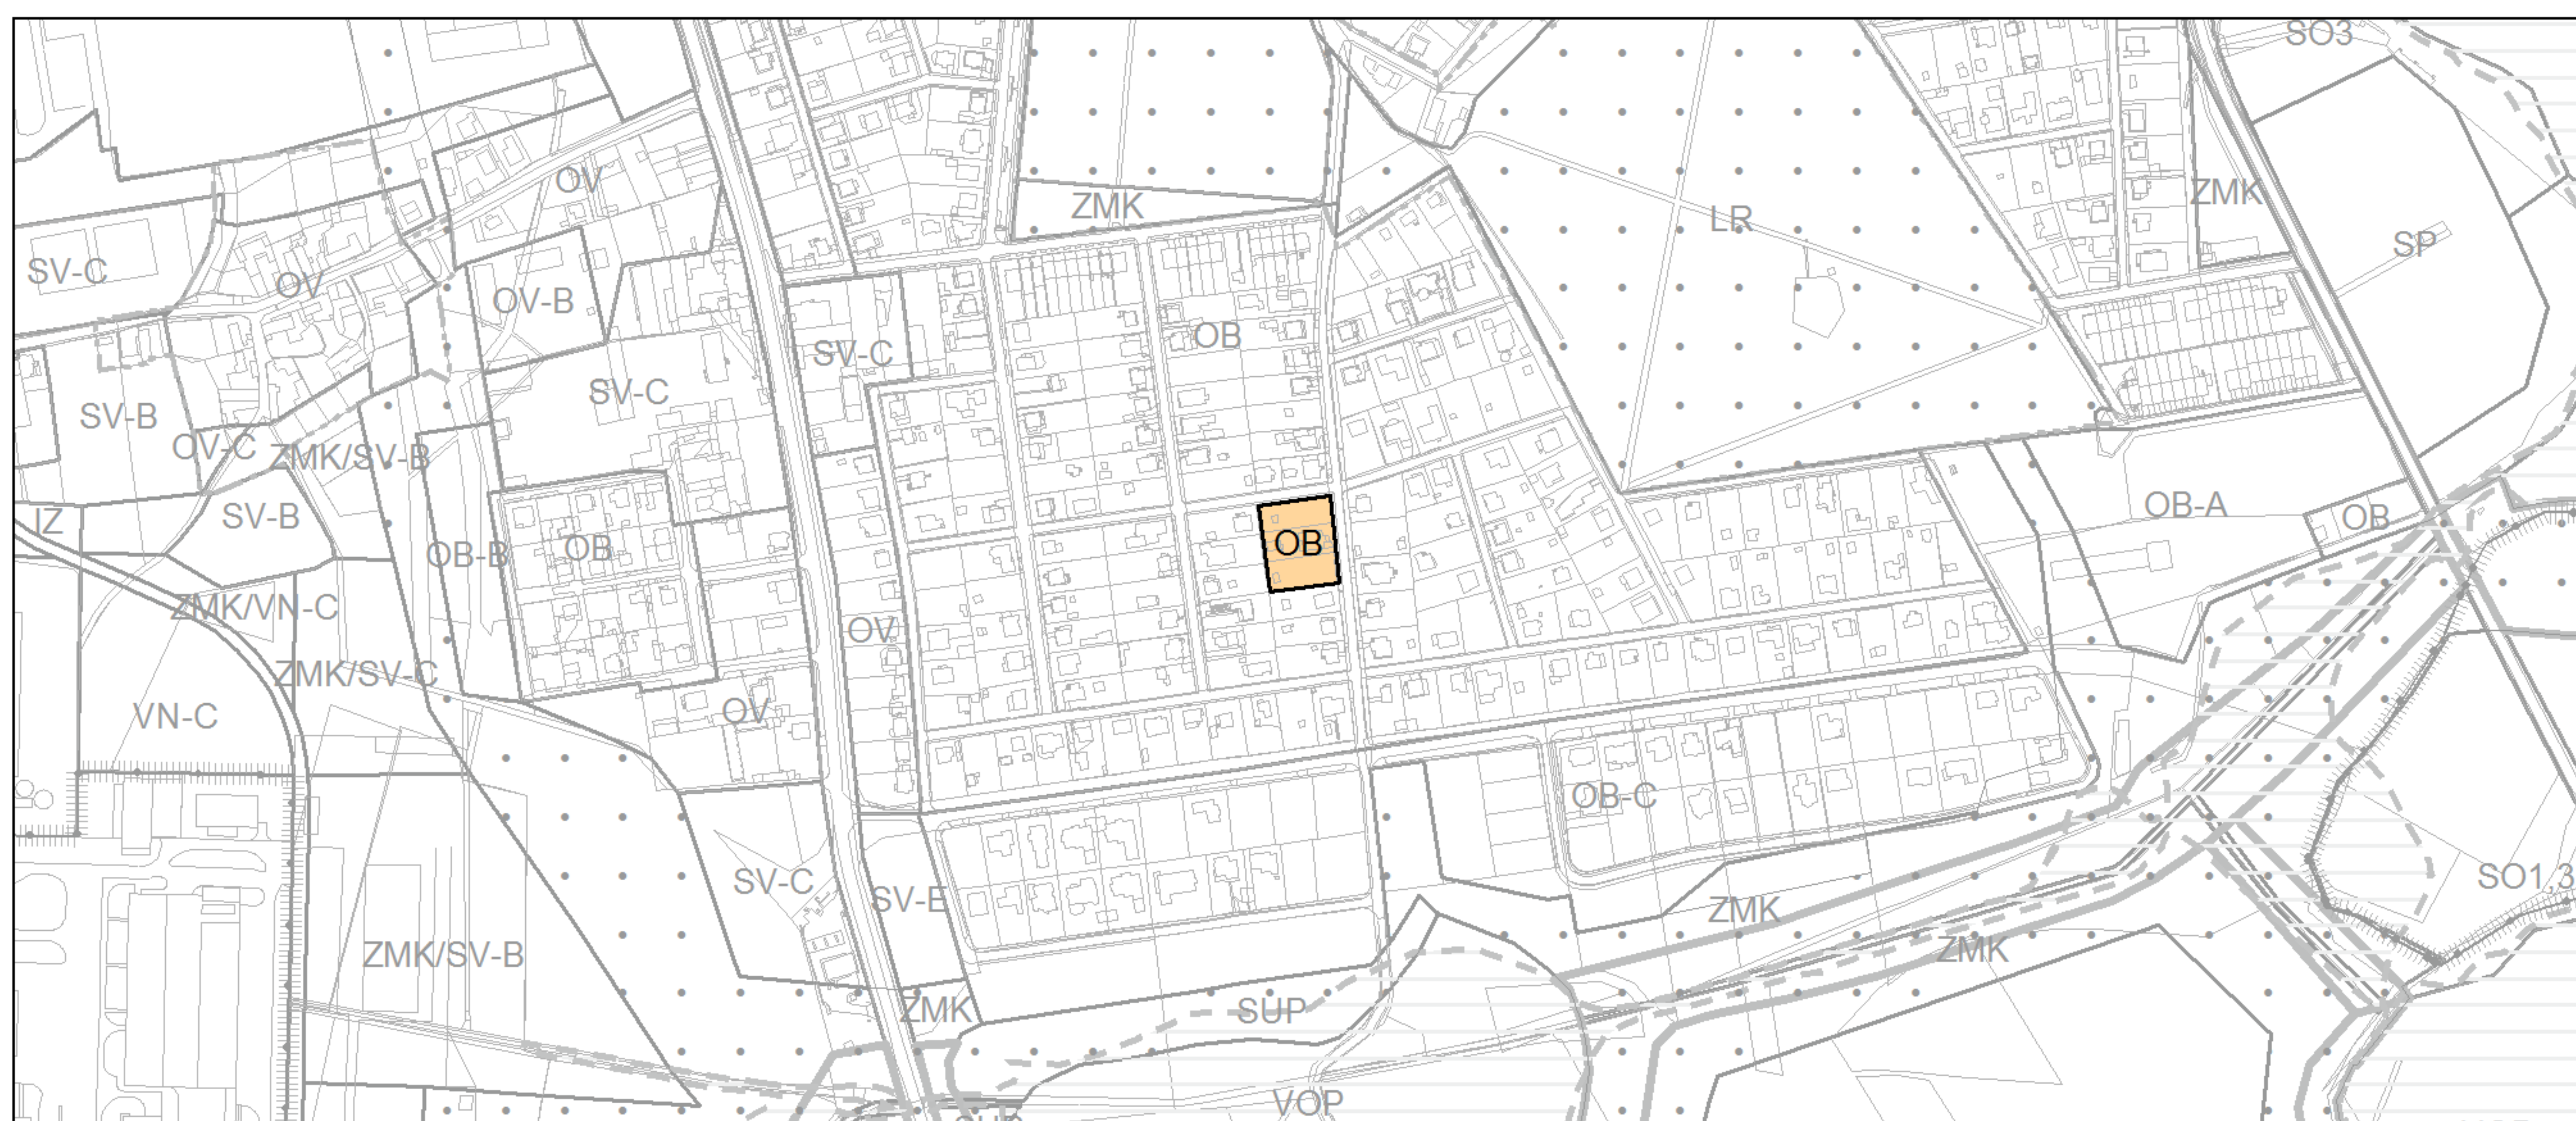 SO3
OV
ZMK
ZMK
LR
SP
SV-C
OV
OV-B
OB
SV-C
SV-C
SV-B
OV-C
ZMK/SV-B
OB-A
IZ
SV-B
OB
OB-B
OB
OB
ZMK/VN-C
OV
ZMK/SV-C
VN-C
OV
OB-C
SV-C
SV-E
SO1,3
ZMK
ZMK/SV-B
ZMK
ZMK
SUP
VOP